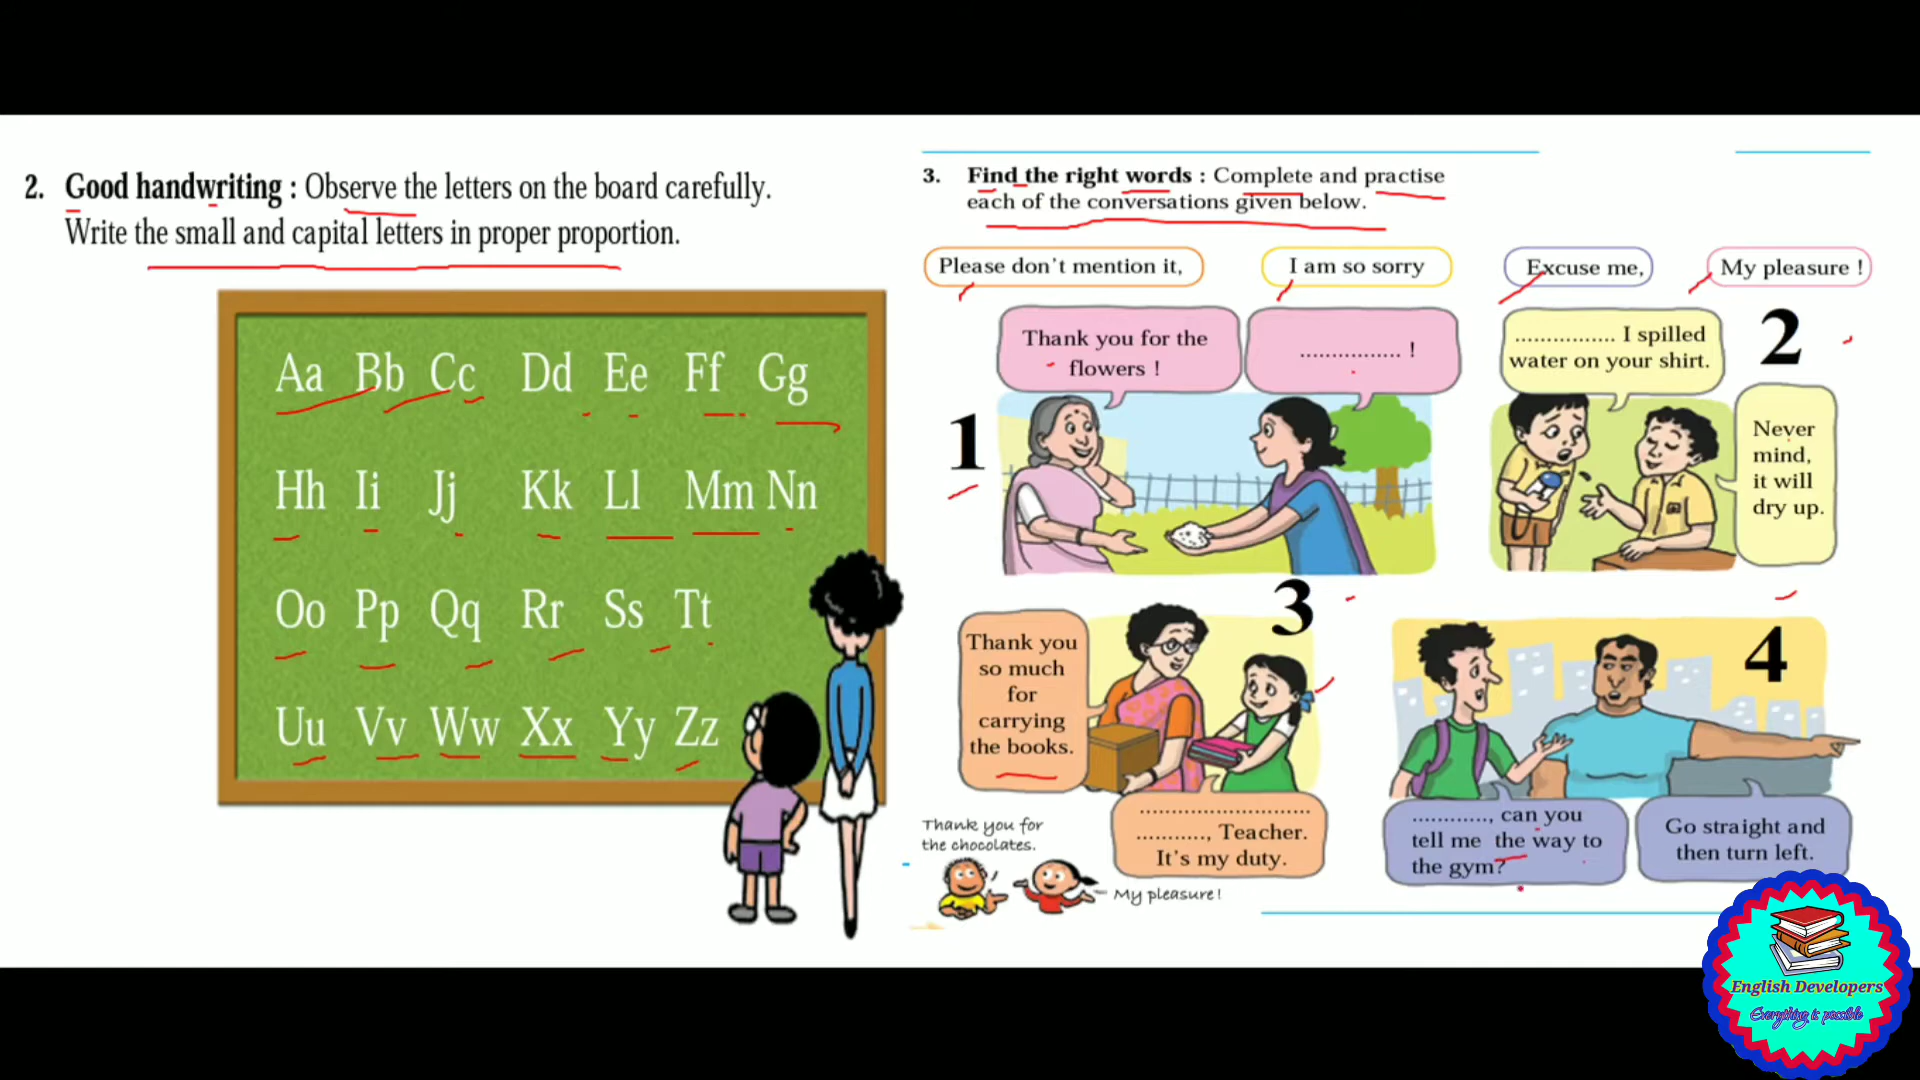 2. Good handwriting : Observe the letters on the board carefully.
Write the small and capital letters in proper proportion.
Aa Bb Cc Dd Ee Ff Gg
Hh Ii Jj Kk Ll Mm Nn
Oo Pp Qq Rr Ss Tt
Uu Vv Ww Xx Yy Zz
3. Find the right words : Complete and practise
each of the conversations given below.
Please don't mention it,
I am so sorry
Excuse me,
My pleasure !
1
Thank you for the
flowers !
................ !
2
................ I spilled
water on your shirt.
Never
mind,
it will
dry up.
3
Thank you
so much
for
carrying
the books.
...........................
..........., Teacher.
It's my duty.
4
............, can you
tell me the way to
the gym?
Go straight and
then turn left.
Thank you for
the chocolates.
My pleasure!
English Developers
Everything is possible